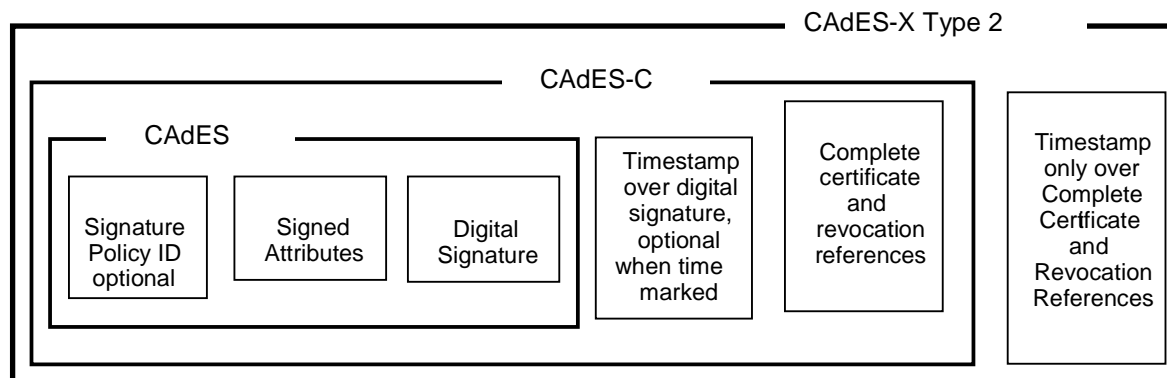 CAdES-X Type 2
CAdES-C
CAdES
Signature
Policy ID
optional
Signed
Attributes
Digital
Signature
Timestamp
over digital
signature,
optional
when time
marked
Complete
certificate
and
revocation
references
Timestamp
only over
Complete
Certficate
and
Revocation
References